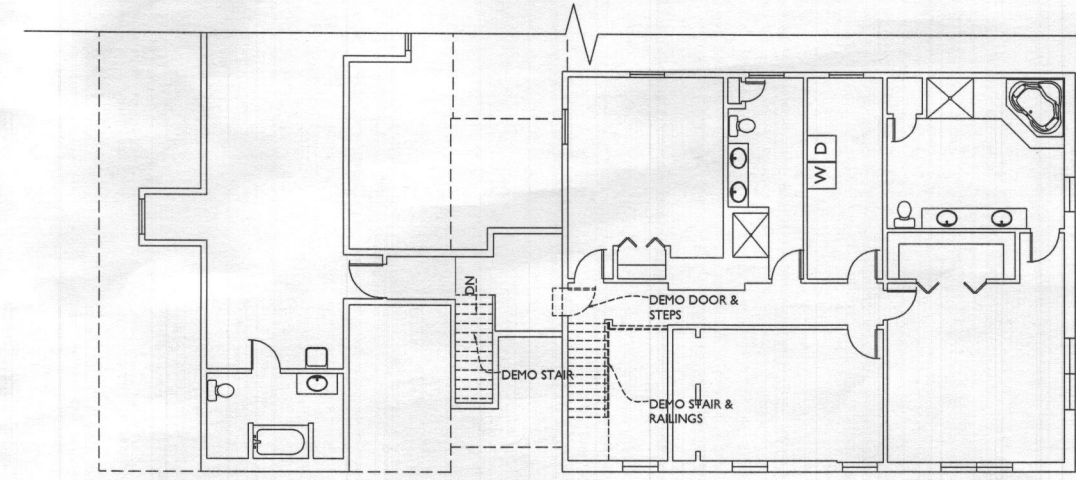 W D
DN
DEMO DOOR &
STEPS
DEMO STAIR
DEMO STAIR &
RAILINGS